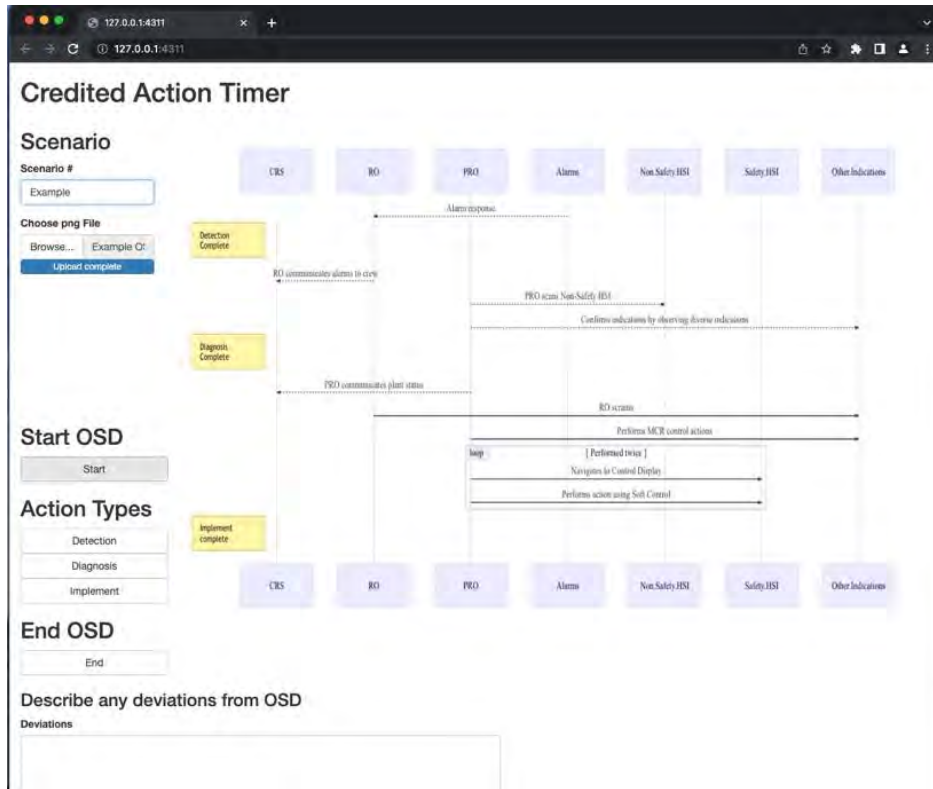 127.0.0.1:4311
127.0.0.1:4311
Credited Action Timer
Scenario
Scenario #
Example
Choose png File
Browse... Example OS
Upload complete
Start OSD
Start
Action Types
Detection
Diagnosis
Implement
End OSD
End
Describe any deviations from OSD
Deviations
CRS RO PRO Alarms Non.Safety.HSI Safety.HSI Other.Indications
Alarm response
Detection
Complete
RO communicates alarms to crew
PRO scans Non-Safety HSI
Confirms indications by observing diverse indications
Diagnosis
Complete
PRO communicates plant status
RO scrams
Performs MCR control actions
loop [ Performed twice ]
Navigates to Control Display
Performs action using Soft Control
Implement
complete
CRS RO PRO Alarms Non.Safety.HSI Safety.HSI Other.Indications